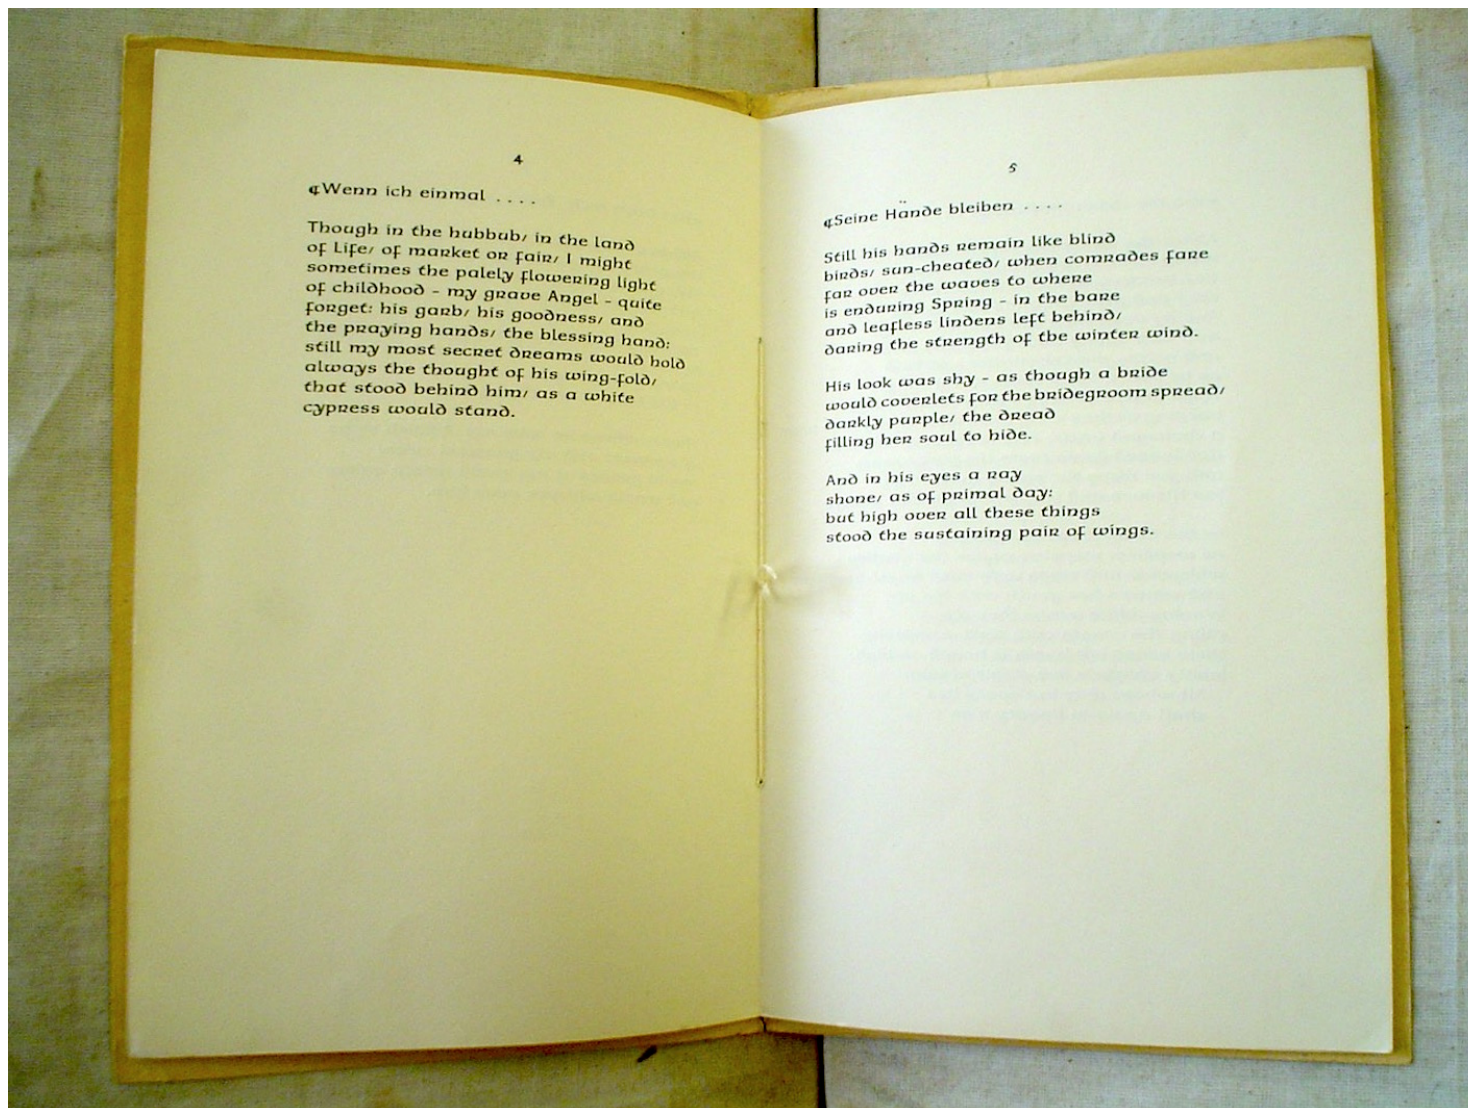 4
¶Wenn ich einmal . . . .
Though in the hubbub/ in the land
of Life/ of market or fair/ I might
sometimes the palely flowering light
of childhood - my grave Angel - quite
forget: his garb/ his goodness/ and
the praying hands/ the blessing hand:
still my most secret dreams would hold
always the thought of his wing-fold/
that stood behind him/ as a white
cypress would stand.
5
¶Seine Hände bleiben . . . .
Still his hands remain like blind
birds/ sun-cheated/ when comrades fare
far over the waves to where
is enduring Spring - in the bare
and leafless lindens left behind/
daring the strength of tbe winter wind.
His look was shy - as though a bride
would coverlets for the bridegroom spread/
darkly purple/ the dread
filling her soul to hide.
And in his eyes a ray
shone/ as of primal day:
but high over all these things
stood the sustaining pair of wings.